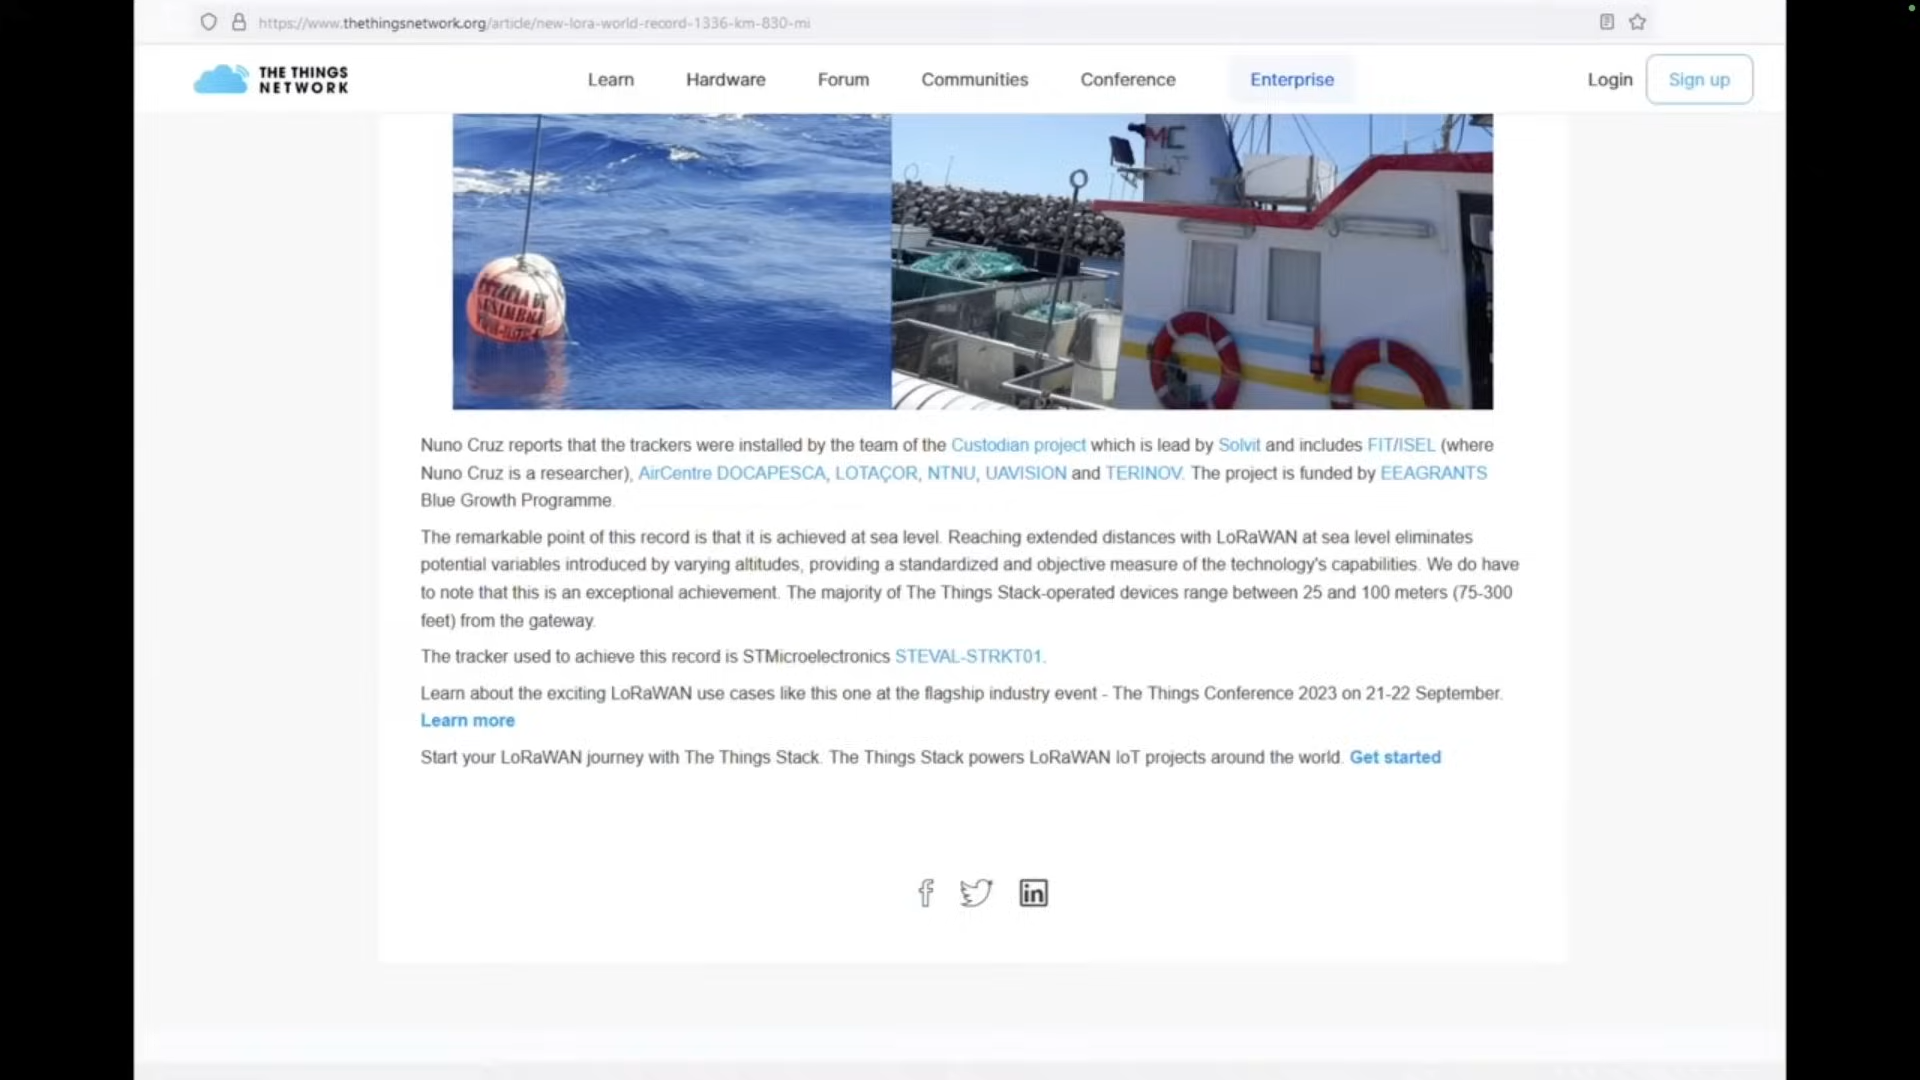 https://www.thethingsnetwork.org/article/new-lora-world-record-1336-km-830-mi
THE THINGS
NETWORK
Learn
Hardware
Forum
Communities
Conference
Enterprise
Login
Sign up
MC
Nuno Cruz reports that the trackers were installed by the team of the Custodian project which is lead by Solvit and includes FIT/ISEL (where
Nuno Cruz is a researcher), AirCentre DOCAPESCA, LOTAÇOR, NTNU, UAVISION and TERINOV. The project is funded by EEAGRANTS
Blue Growth Programme.
The remarkable point of this record is that it is achieved at sea level. Reaching extended distances with LoRaWAN at sea level eliminates
potential variables introduced by varying altitudes, providing a standardized and objective measure of the technology's capabilities. We do have
to note that this is an exceptional achievement. The majority of The Things Stack-operated devices range between 25 and 100 meters (75-300
feet) from the gateway.
The tracker used to achieve this record is STMicroelectronics STEVAL-STRKT01.
Learn about the exciting LoRaWAN use cases like this one at the flagship industry event - The Things Conference 2023 on 21-22 September.
Learn more
Start your LoRaWAN journey with The Things Stack. The Things Stack powers LoRaWAN IoT projects around the world. Get started
f
in